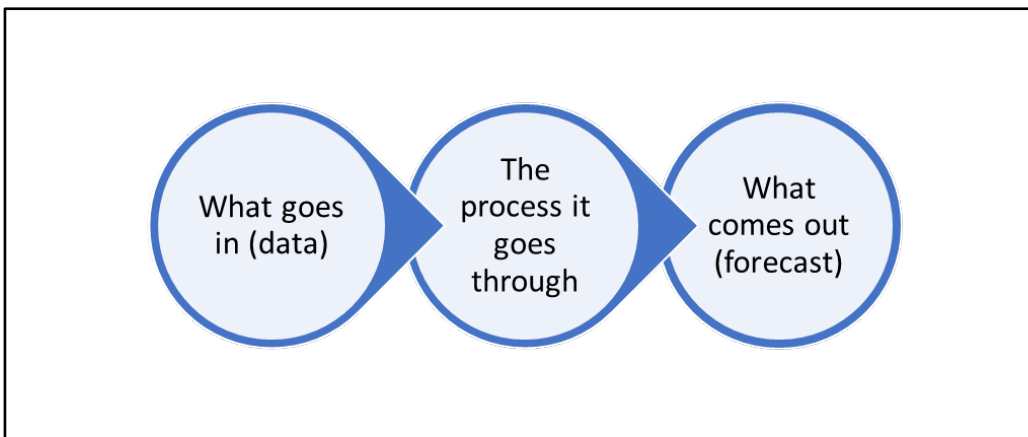 What goes
in (data)
The
process it
goes
through
What
comes out
(forecast)